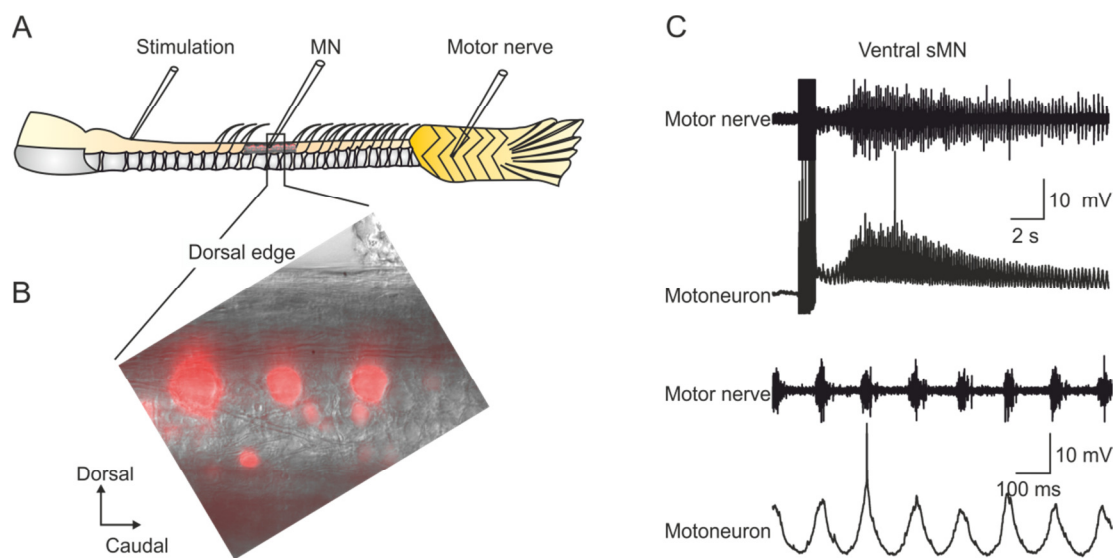 A
Stimulation
MN
Motor nerve
Dorsal edge
B
Dorsal
Caudal
C
Ventral sMN
Motor nerve
10 mV
2 s
Motoneuron
Motor nerve
10 mV
100 ms
Motoneuron